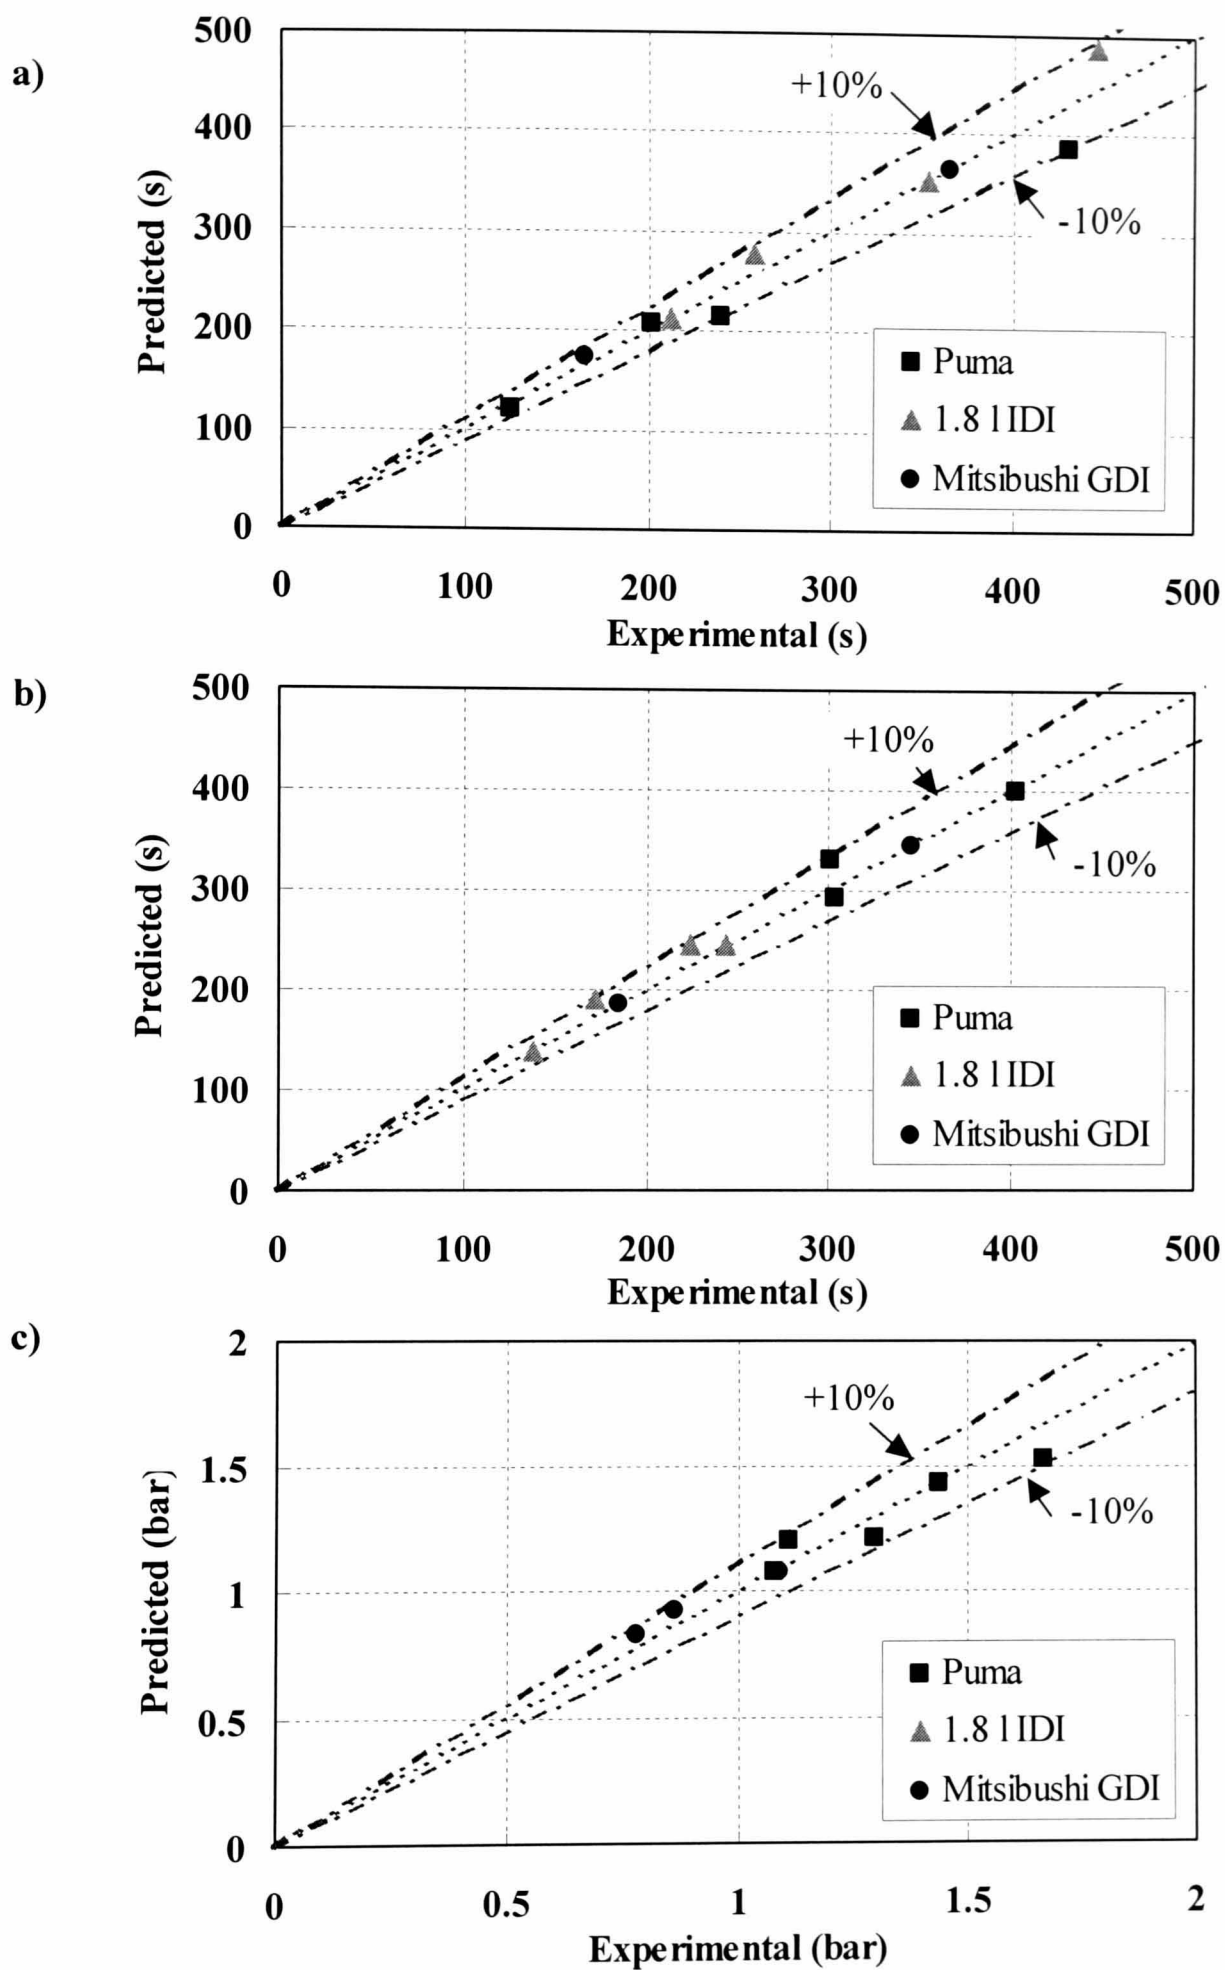 a)
500
400
300
200
100
0
Predicted (s)
+10%
-10%
Puma
1.8 l IDI
Mitsibushi GDI
0 100 200 300 400 500
Experimental (s)
b)
500
400
300
200
100
0
Predicted (s)
+10%
-10%
Puma
1.8 l IDI
Mitsibushi GDI
0 100 200 300 400 500
Experimental (s)
c)
2
1.5
1
0.5
0
Predicted (bar)
+10%
-10%
Puma
1.8 l IDI
Mitsibushi GDI
0 0.5 1 1.5 2
Experimental (bar)